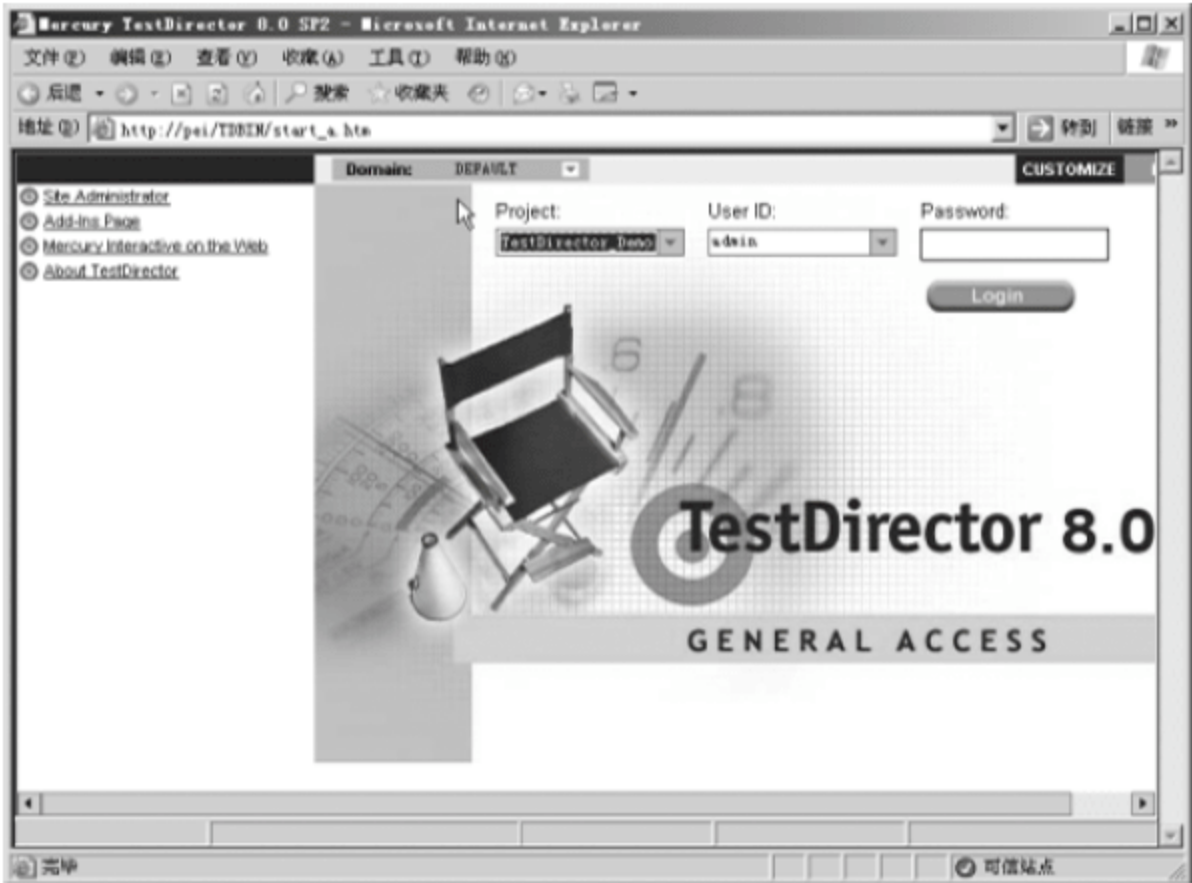 Mercury TestDirector 8.0 SP2 - Microsoft Internet Explorer
文件(F) 编辑(E) 查看(V) 收藏(A) 工具(T) 帮助(H)
后退 搜索 收藏夹
地址(D) http://pei/TDBIN/start_a.htm 转到 链接 »
Domain: DEFAULT CUSTOMIZE
Site Administrator
Add-Ins Page
Mercury Interactive on the Web
About TestDirector
Project: User ID: Password:
TestDirector_Demo admin
Login
6
8
TestDirector 8.0
GENERAL ACCESS
完毕 可信站点